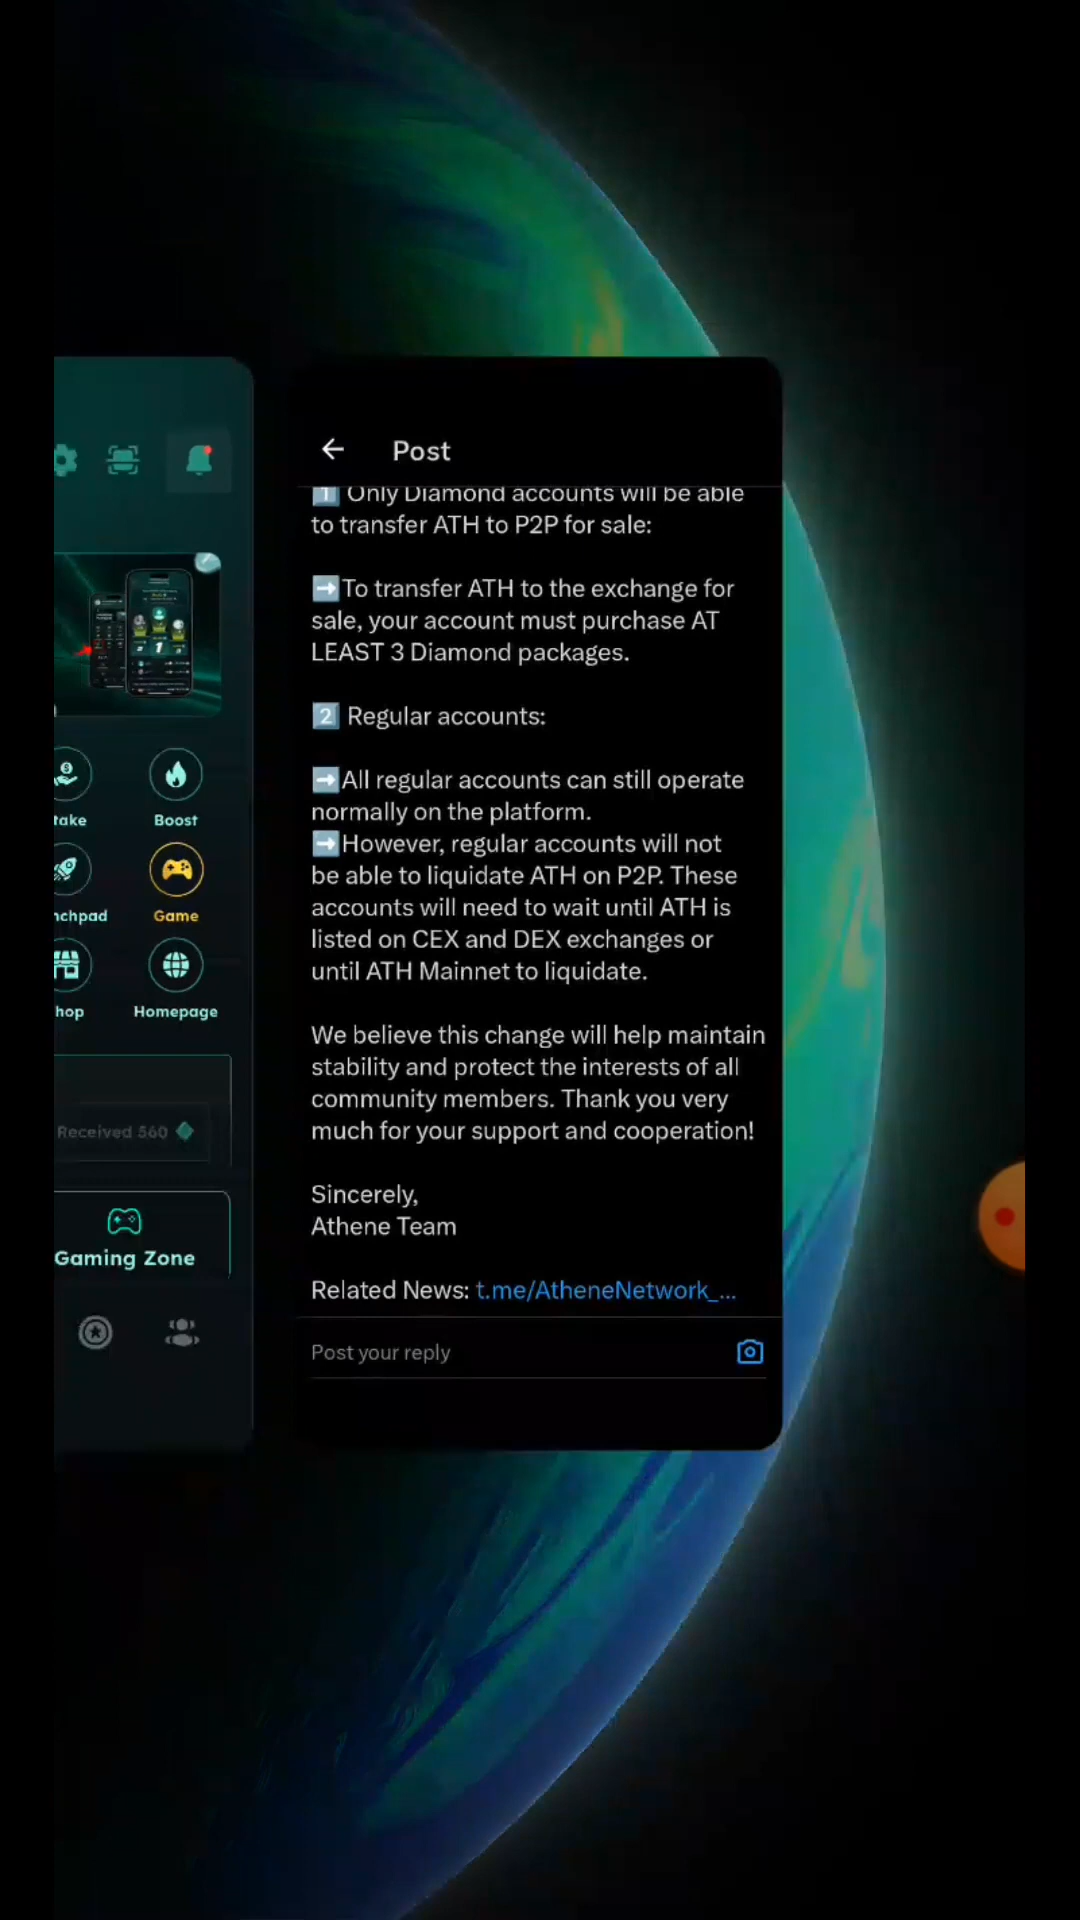 Post
1 Only Diamond accounts will be able
to transfer ATH to P2P for sale:
➡️To transfer ATH to the exchange for
sale, your account must purchase AT
LEAST 3 Diamond packages.
2 Regular accounts:
➡️All regular accounts can still operate
normally on the platform.
➡️However, regular accounts will not
be able to liquidate ATH on P2P. These
accounts will need to wait until ATH is
listed on CEX and DEX exchanges or
until ATH Mainnet to liquidate.
We believe this change will help maintain
stability and protect the interests of all
community members. Thank you very
much for your support and cooperation!
Sincerely,
Athene Team
Related News: t.me/AtheneNetwork_...
Post your reply
take
Boost
nchpad
Game
hop
Homepage
Received 560
Gaming Zone